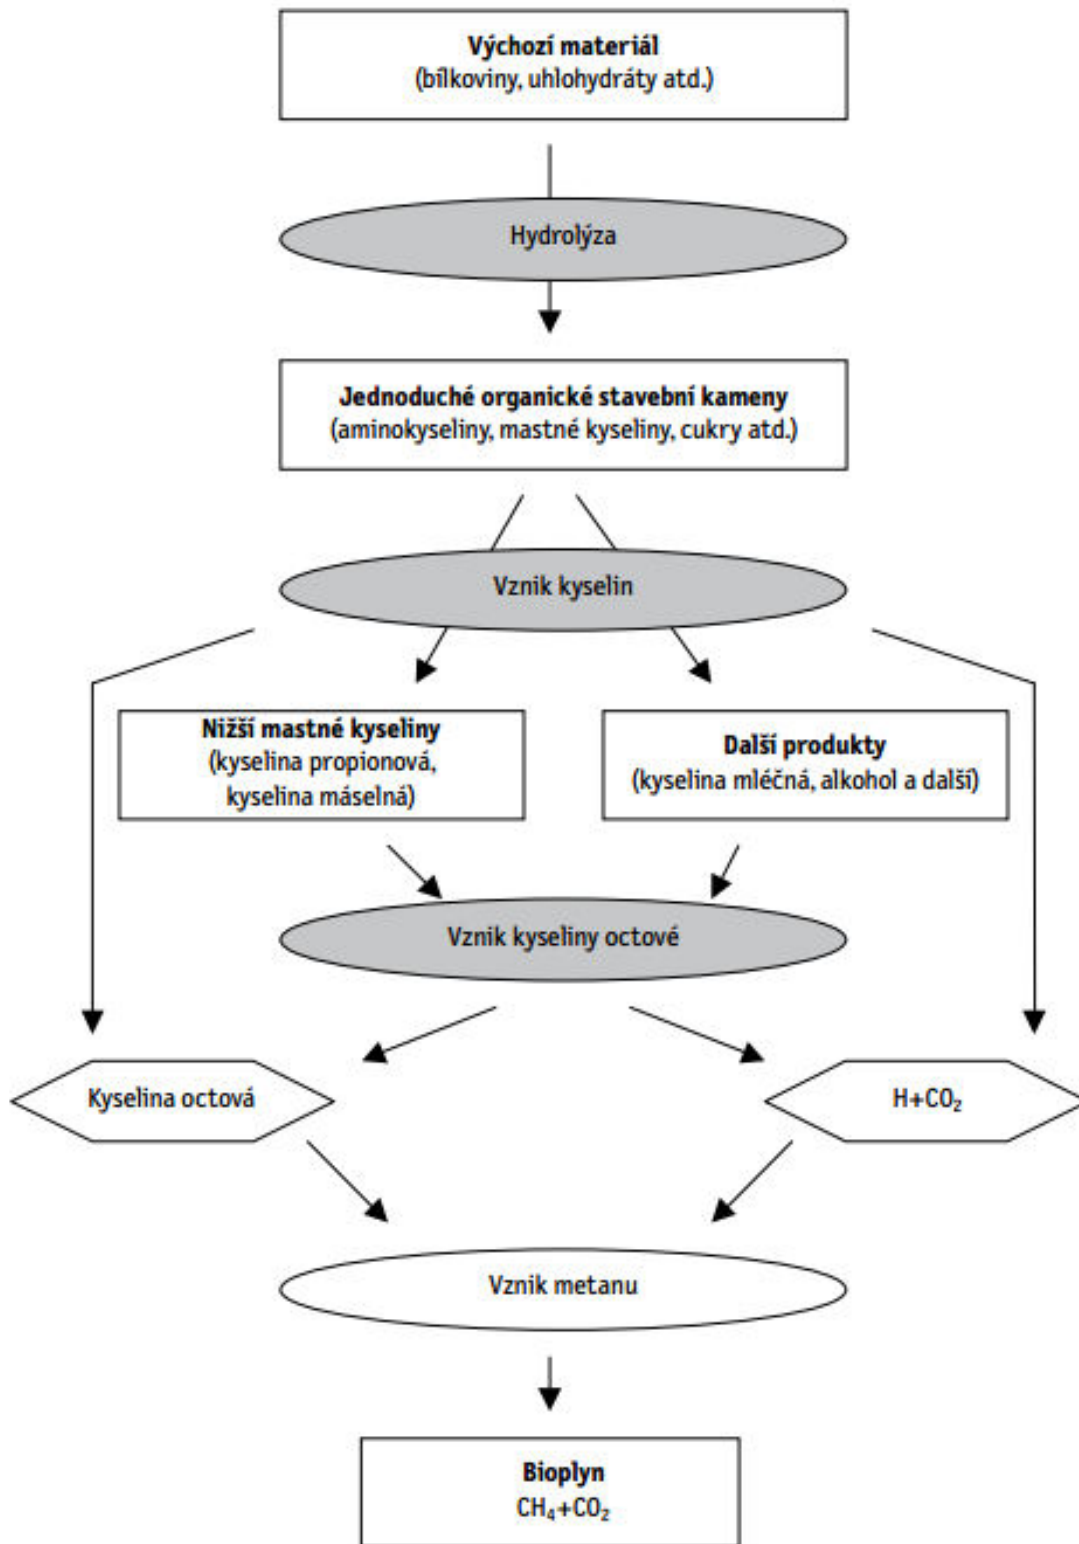 Výchozí materiál
(bílkoviny, uhlohydráty atd.)
Hydrolýza
Jednoduché organické stavební kameny
(aminokyseliny, mastné kyseliny, cukry atd.)
Vznik kyselin
Nižší mastné kyseliny
(kyselina propionová,
kyselina máselná)
Další produkty
(kyselina mléčná, alkohol a další)
Vznik kyseliny octové
Kyselina octová
H+CO₂
Vznik metanu
Bioplyn
CH₄+CO₂